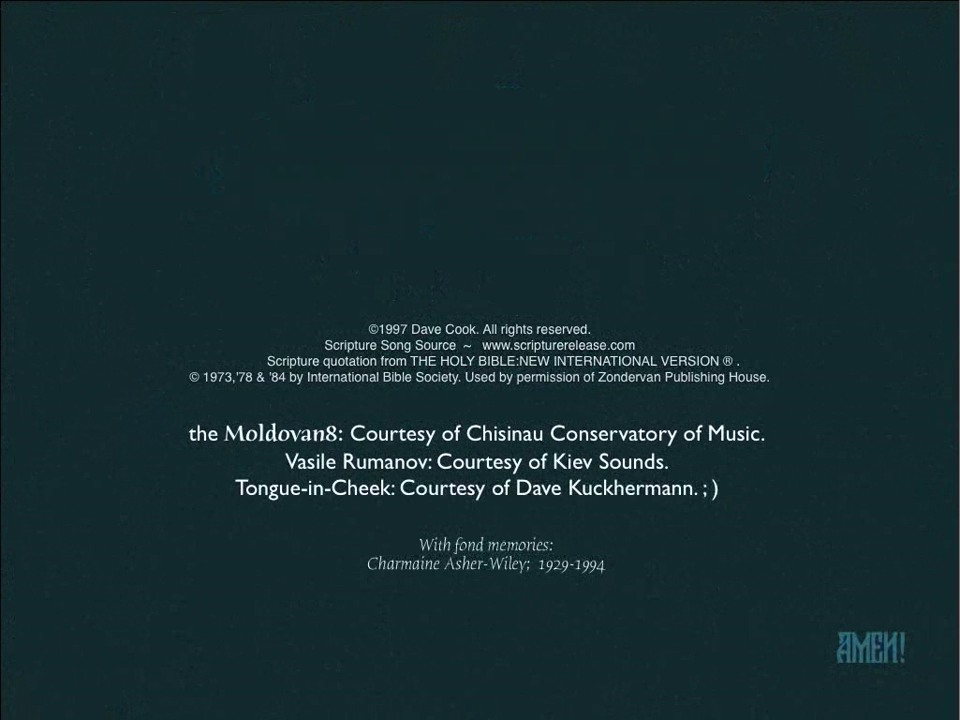 ©1997 Dave Cook. All rights reserved.
Scripture Song Source ~ www.scripturerelease.com
Scripture quotation from THE HOLY BIBLE:NEW INTERNATIONAL VERSION ® .
© 1973,'78 & '84 by International Bible Society. Used by permission of Zondervan Publishing House.
the Moldovan8: Courtesy of Chisinau Conservatory of Music.
Vasile Rumanov: Courtesy of Kiev Sounds.
Tongue-in-Cheek: Courtesy of Dave Kuckhermann. ; )
With fond memories:
Charmaine Asher-Wiley; 1929-1994
AMEN!